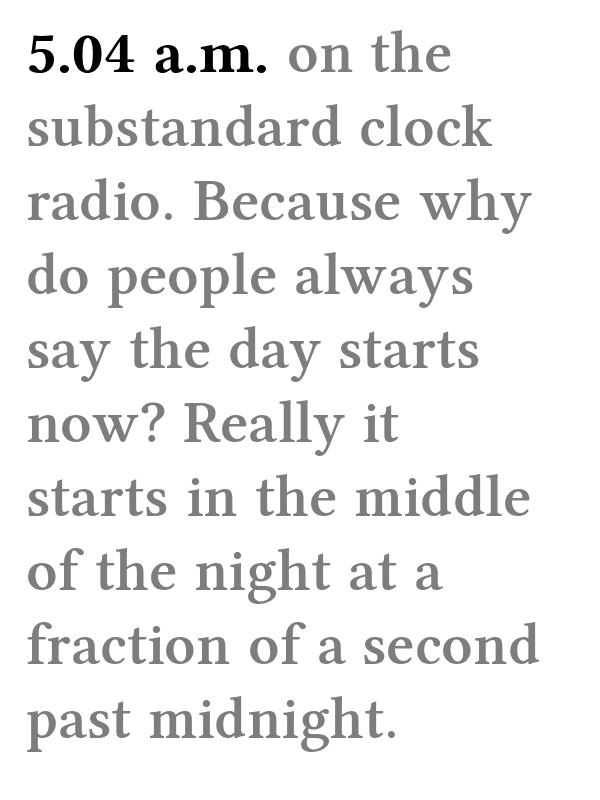 5.04 a.m. on the
substandard clock
radio. Because why
do people always
say the day starts
now? Really it
starts in the middle
of the night at a
fraction of a second
past midnight.